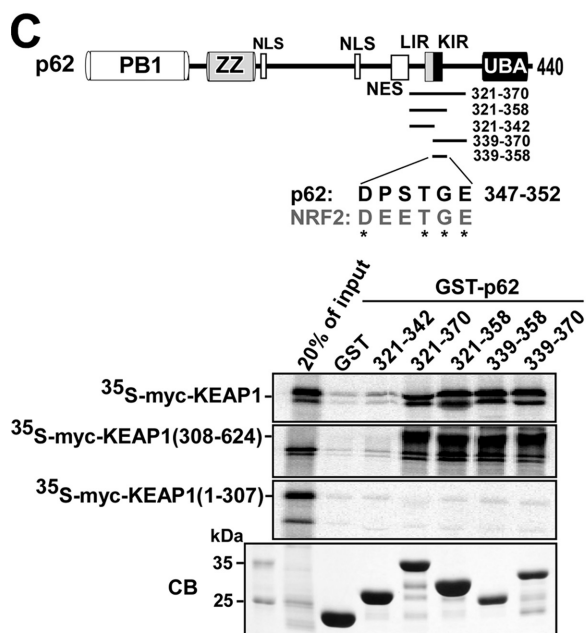 C
NLS NLS LIR KIR
p62 PB1 ZZ UBA 440
NES
321-370
321-358
321-342
339-370
339-358
p62: D P S T G E 347-352
NRF2: D E E T G E
* * * *
GST-p62
20% of input GST 321-342 321-370 321-358 339-358 339-370
35S-myc-KEAP1
35S-myc-KEAP1(308-624)
35S-myc-KEAP1(1-307)
kDa
35
CB
25